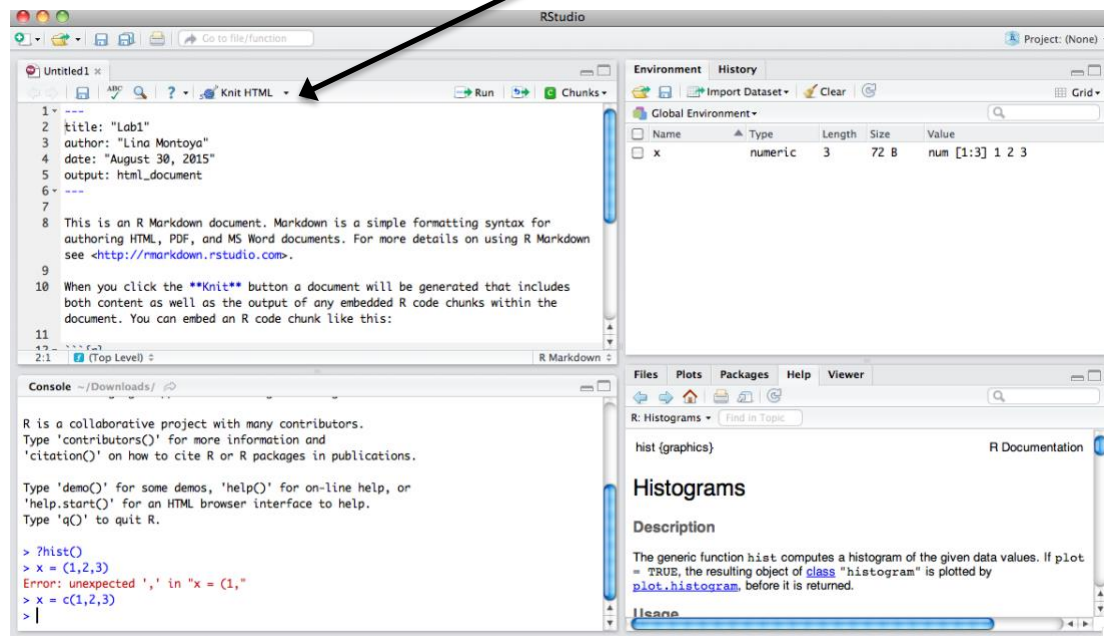 RStudio
Go to file/function
Project: (None)
Untitled1
ABC
? Knit HTML Run Chunks
1 ---
2 title: "Lab1"
3 author: "Lina Montoya"
4 date: "August 30, 2015"
5 output: html_document
6 ---
7
8 This is an R Markdown document. Markdown is a simple formatting syntax for
authoring HTML, PDF, and MS Word documents. For more details on using R Markdown
see <http://rmarkdown.rstudio.com>.
9
10 When you click the **Knit** button a document will be generated that includes
both content as well as the output of any embedded R code chunks within the
document. You can embed an R code chunk like this:
11
2:1 (Top Level) R Markdown
Console ~/Downloads/
R is a collaborative project with many contributors.
Type 'contributors()' for more information and
'citation()' on how to cite R or R packages in publications.
Type 'demo()' for some demos, 'help()' for on-line help, or
'help.start()' for an HTML browser interface to help.
Type 'q()' to quit R.
> ?hist()
> x = (1,2,3)
Error: unexpected ',' in "x = (1,"
> x = c(1,2,3)
>
Environment History
Import Dataset Clear Grid
Global Environment
Name Type Length Size Value
x numeric 3 72 B num [1:3] 1 2 3
Files Plots Packages Help Viewer
R: Histograms Find in Topic
hist {graphics} R Documentation
Histograms
Description
The generic function hist computes a histogram of the given data values. If plot
= TRUE, the resulting object of class "histogram" is plotted by
plot.histogram, before it is returned.
Usage